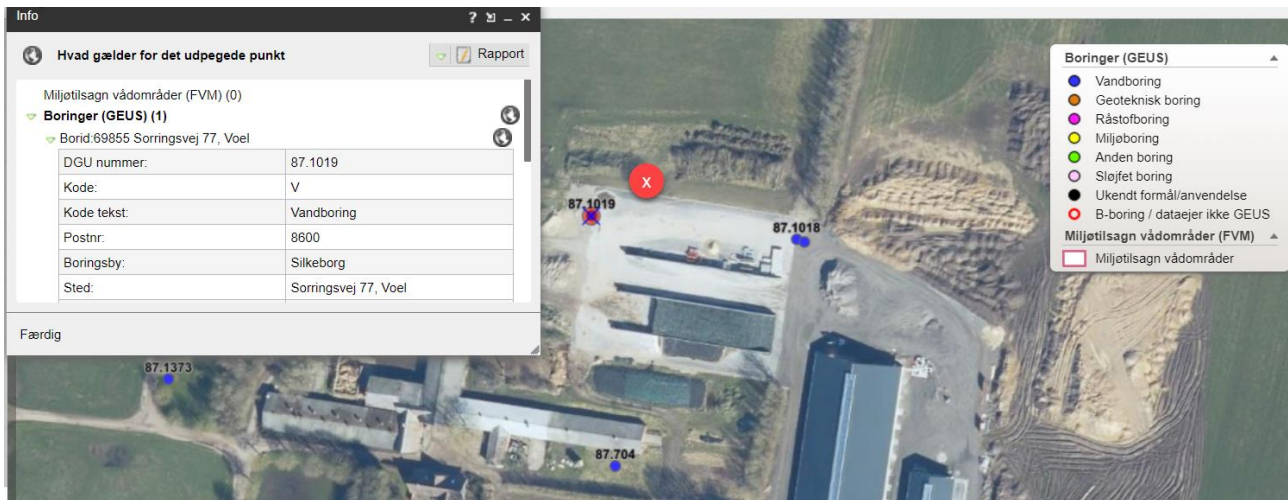 Info
Hvad gælder for det udpegede punkt
Rapport
Miljøtilsagn vådområder (FVM) (0)
Boringer (GEUS) (1)
Borid:69855 Sorringsvej 77, Voel
DGU nummer: 87.1019
Kode: V
Kode tekst: Vandboring
Postnr: 8600
Boringsby: Silkeborg
Sted: Sorringsvej 77, Voel
Færdig
X
87.1019
87.1018
87.1373
87.704
Boringer (GEUS)
Vandboring
Geoteknisk boring
Råstofboring
Miljøboring
Anden boring
Sløjfet boring
Ukendt formål/anvendelse
B-boring / dataejer ikke GEUS
Miljøtilsagn vådområder (FVM)
Miljøtilsagn vådområder